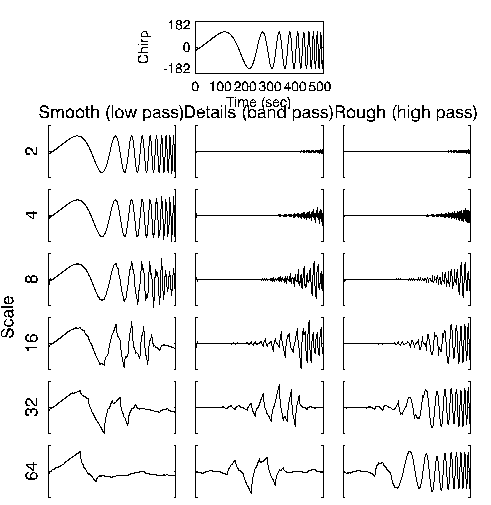 Chirp
182
0
-182
0 100 200 300 400 500
Time (sec)
Smooth (low pass) Details (band pass) Rough (high pass)
Scale
2
4
8
16
32
64